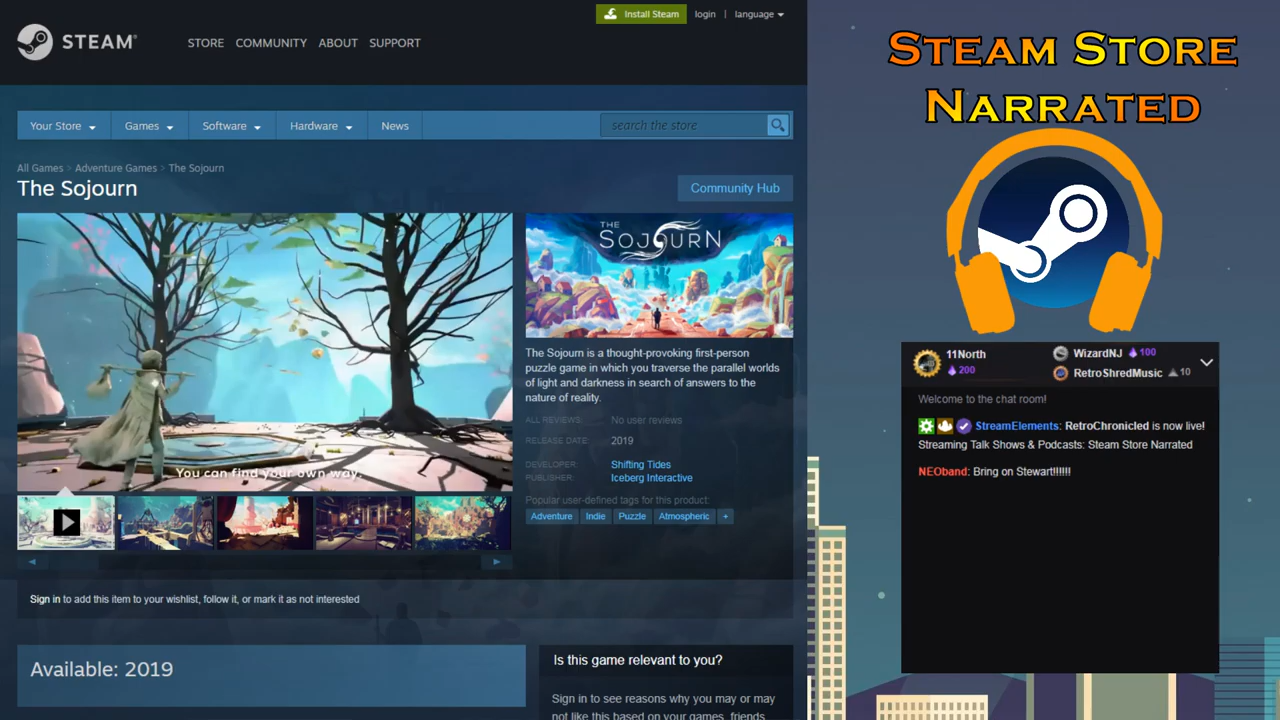 Install Steam
login | language
STEAM
STORE COMMUNITY ABOUT SUPPORT
Your Store Games Software Hardware News
search the store
All Games > Adventure Games > The Sojourn
The Sojourn
Community Hub
You can find your own way.
THE SOJOURN
The Sojourn is a thought-provoking first-person
puzzle game in which you traverse the parallel worlds
of light and darkness in search of answers to the
nature of reality.
ALL REVIEWS: No user reviews
RELEASE DATE: 2019
DEVELOPER: Shifting Tides
PUBLISHER: Iceberg Interactive
Popular user-defined tags for this product:
Adventure Indie Puzzle Atmospheric +
Sign in to add this item to your wishlist, follow it, or mark it as not interested
Available: 2019
Is this game relevant to you?
Sign in to see reasons why you may or may
not like this based on your games, friends,
STEAM STORE
NARRATED
11North
200
WizardNJ 100
RetroShredMusic 10
Welcome to the chat room!
StreamElements: RetroChronicled is now live!
Streaming Talk Shows & Podcasts: Steam Store Narrated
NEOband: Bring on Stewart!!!!!!